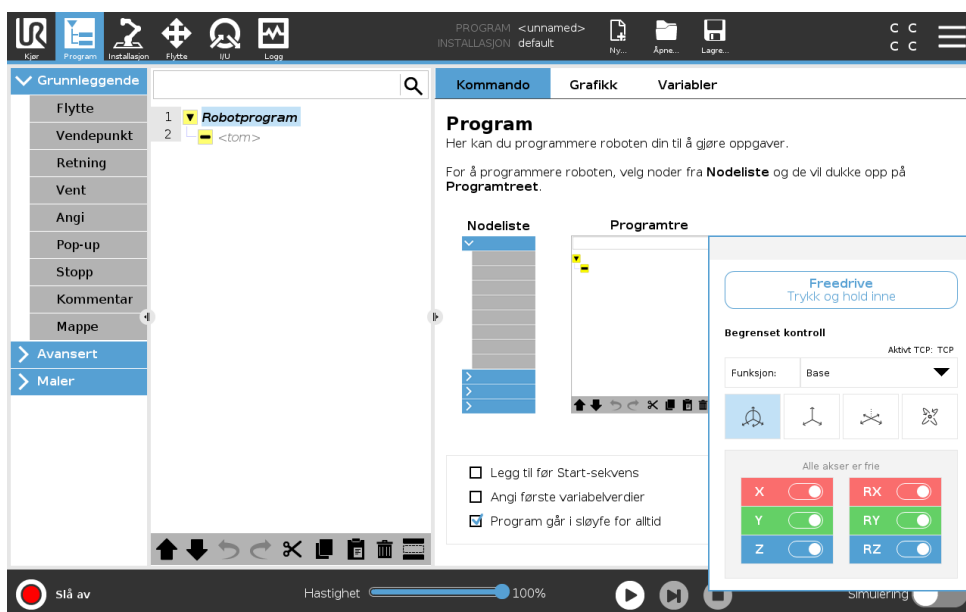 UR
Kjør
Program
Installasjon
Flytte
I/U
Logg
PROGRAM <unnamed>
INSTALLASJON default
Ny...
Åpne...
Lagre...
C C
C C
Grunnleggende
Flytte
Vendepunkt
Retning
Vent
Angi
Pop-up
Stopp
Kommentar
Mappe
Avansert
Maler
1 Robotprogram
2 <tom>
Kommando Grafikk Variabler
Program
Her kan du programmere roboten din til å gjøre oppgaver.
For å programmere roboten, velg noder fra Nodeliste og de vil dukke opp på
Programtreet.
Nodeliste Programtre
Legg til før Start-sekvens
Angi første variabelverdier
Program går i sløyfe for alltid
Freedrive
Trykk og hold inne
Begrenset kontroll
Aktivt TCP: TCP
Funksjon: Base
Alle akser er frie
X RX
Y RY
Z RZ
Slå av
Hastighet 100%
Simulering